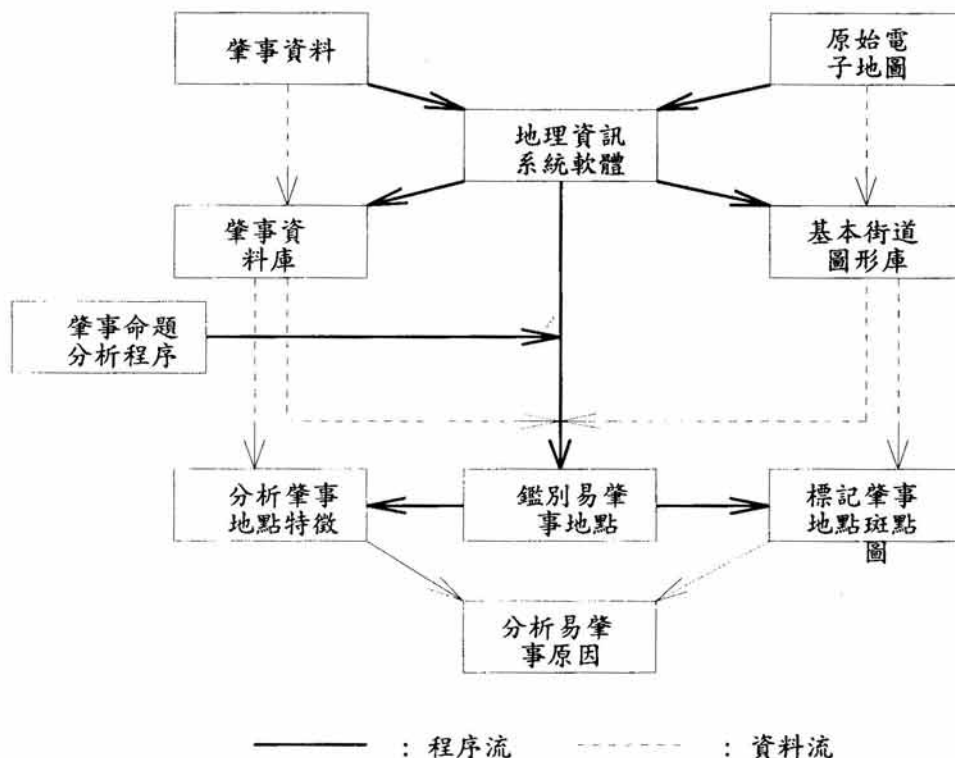 肇事資料
原始電
子地圖
地理資訊
系統軟體
肇事資
料庫
基本街道
圖形庫
肇事命題
分析程序
分析肇事
地點特徵
鑑別易肇
事地點
標記肇事
地點斑點
圖
分析易肇
事原因
：程序流
：資料流